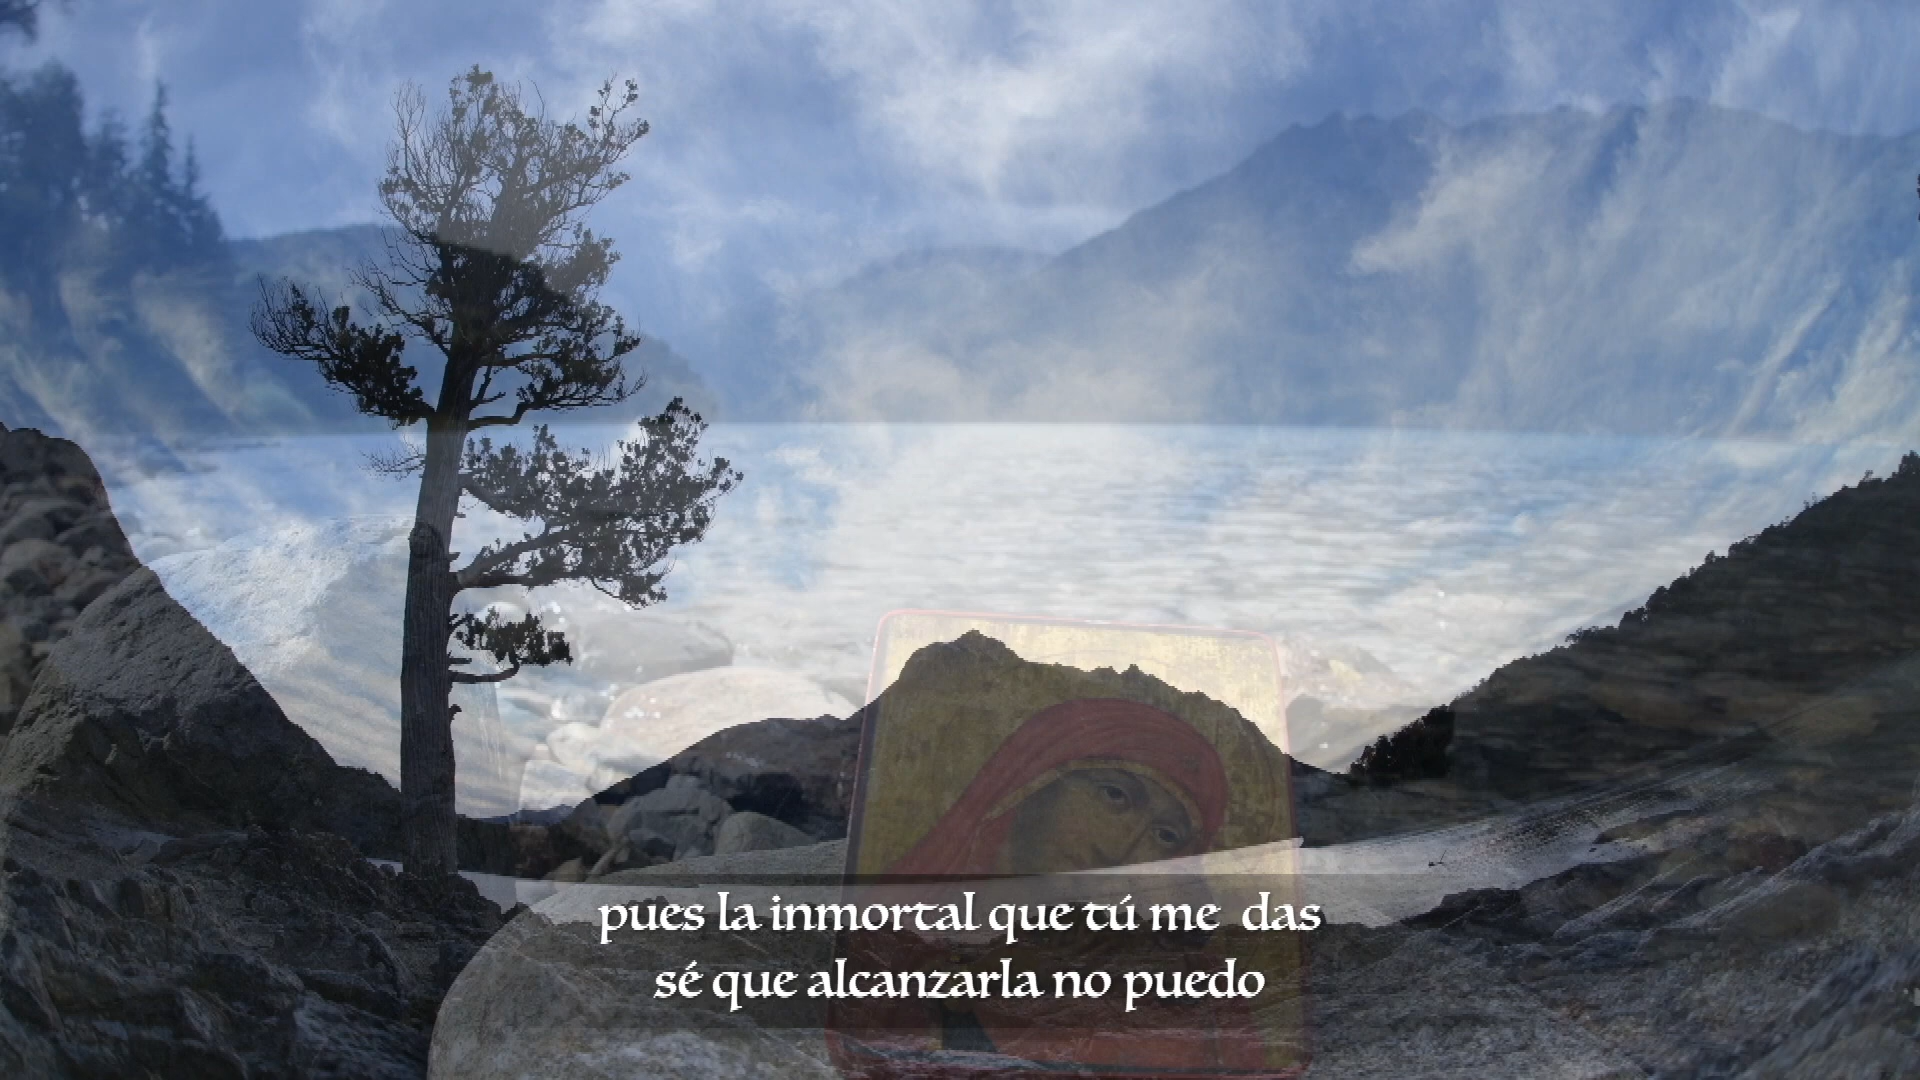 pues la inmortal que tú me das
sé que alcanzarla no puedo